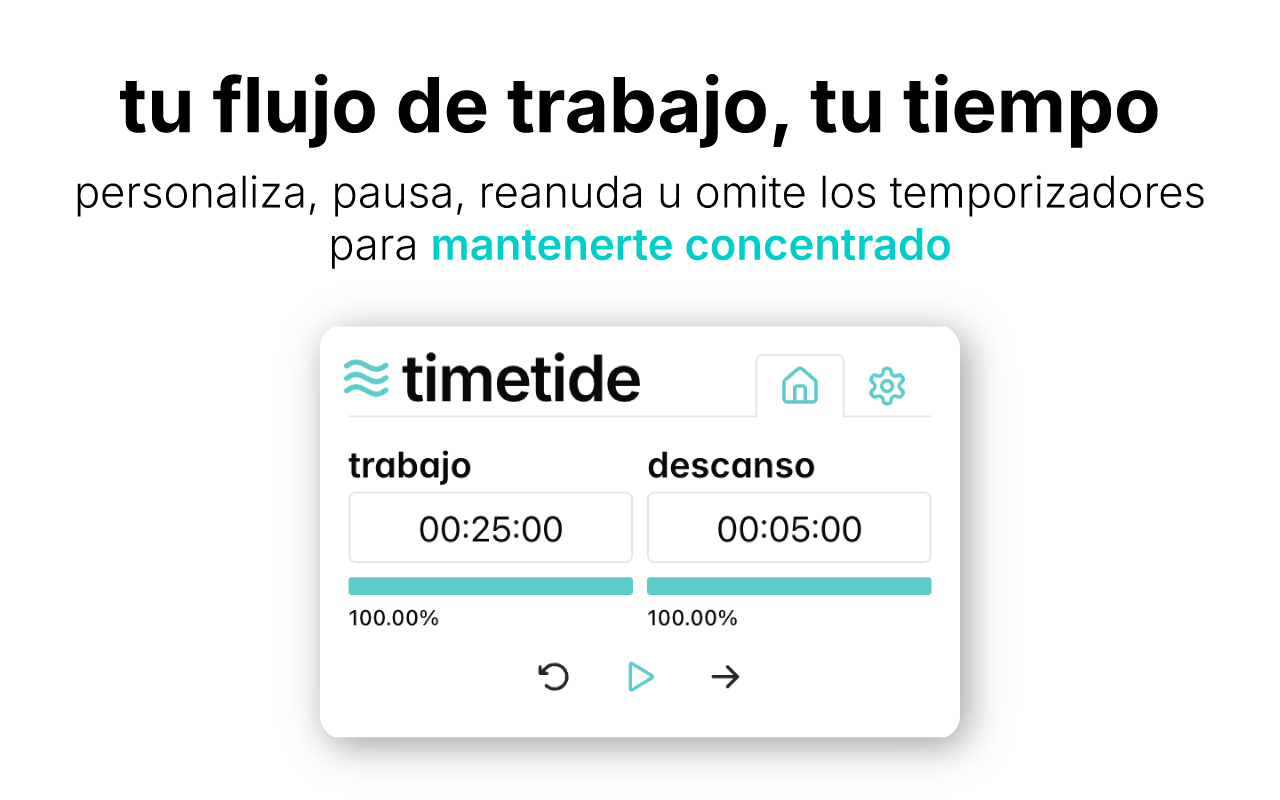 tu flujo de trabajo, tu tiempo
personaliza, pausa, reanuda u omite los temporizadores
para mantenerte concentrado
timetide
trabajo descanso
00:25:00 00:05:00
100.00% 100.00%